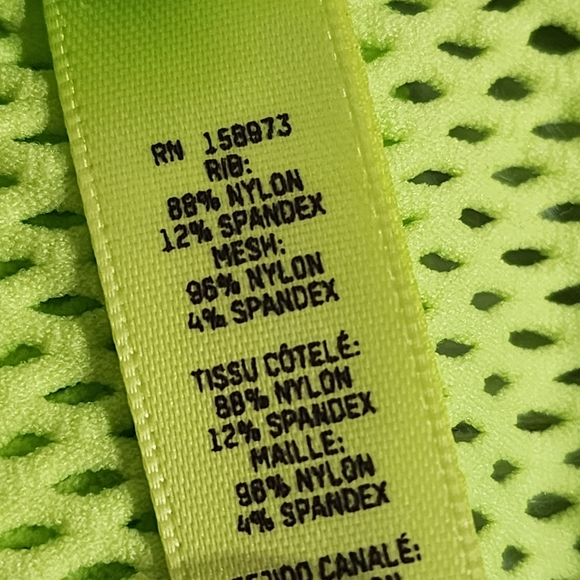 RN 158973
RIB:
88% NYLON
12% SPANDEX
MESH:
96% NYLON
4% SPANDEX
TISSU CÔTELÉ:
88% NYLON
12% SPANDEX
MAILLE:
96% NYLON
4% SPANDEX
CANALÉ: